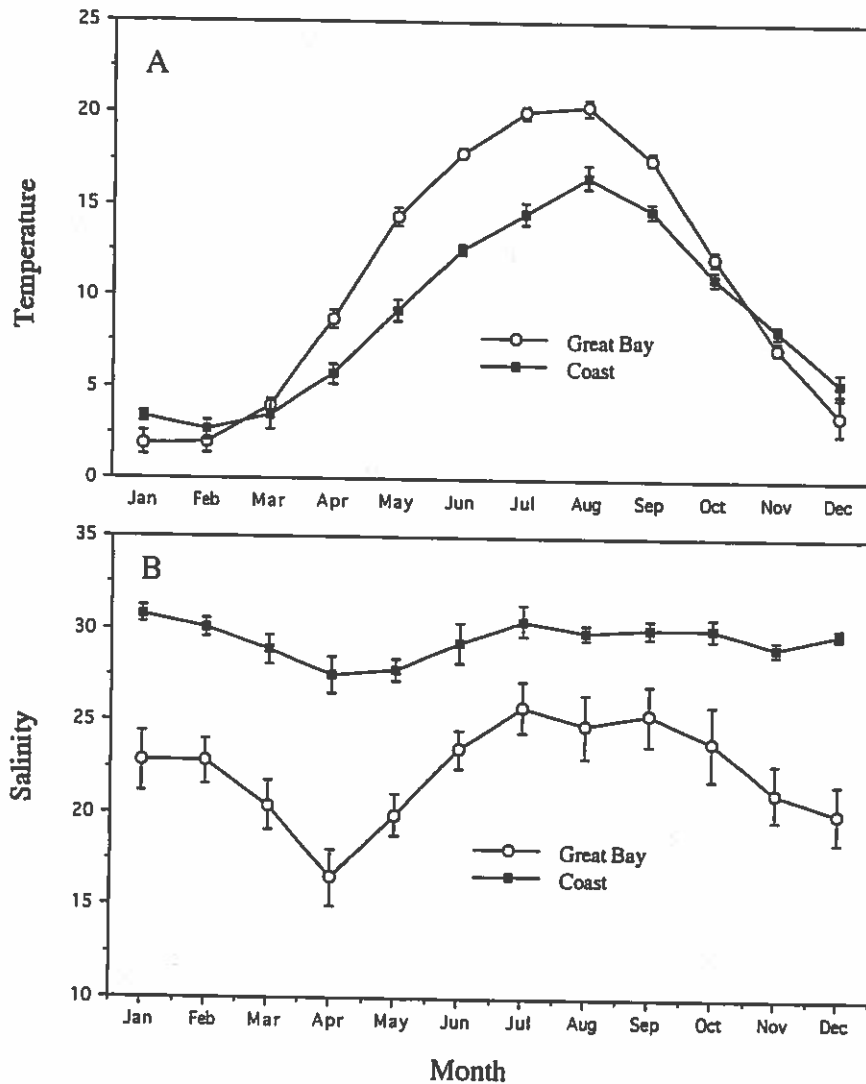 25
A
20
15
Temperature
10
Great Bay
5
Coast
0
Jan Feb Mar Apr May Jun Jul Aug Sep Oct Nov Dec
35
B
30
25
Salinity
20
Great Bay
15
Coast
10
Jan Feb Mar Apr May Jun Jul Aug Sep Oct Nov Dec
Month